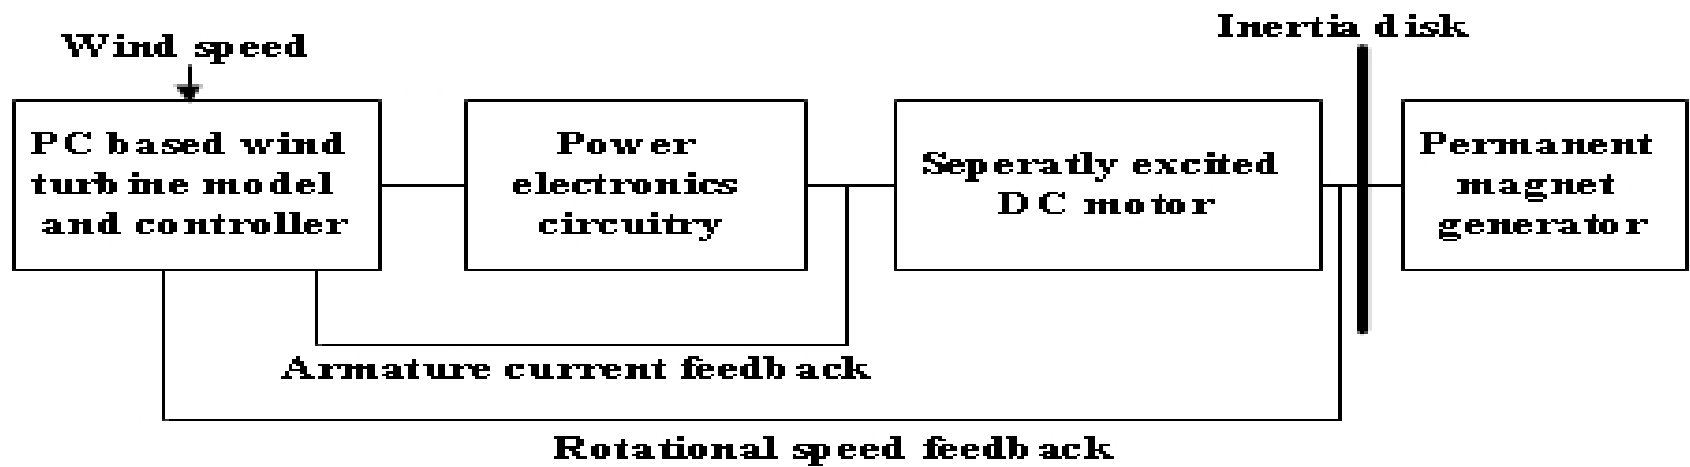 Inertia disk
Wind speed
PC based wind
turbine model
and controller
Power
electronics
circuitry
Seperatly excited
DC motor
Permanent
magnet
generator
Armature current feedback
Rotational speed feedback